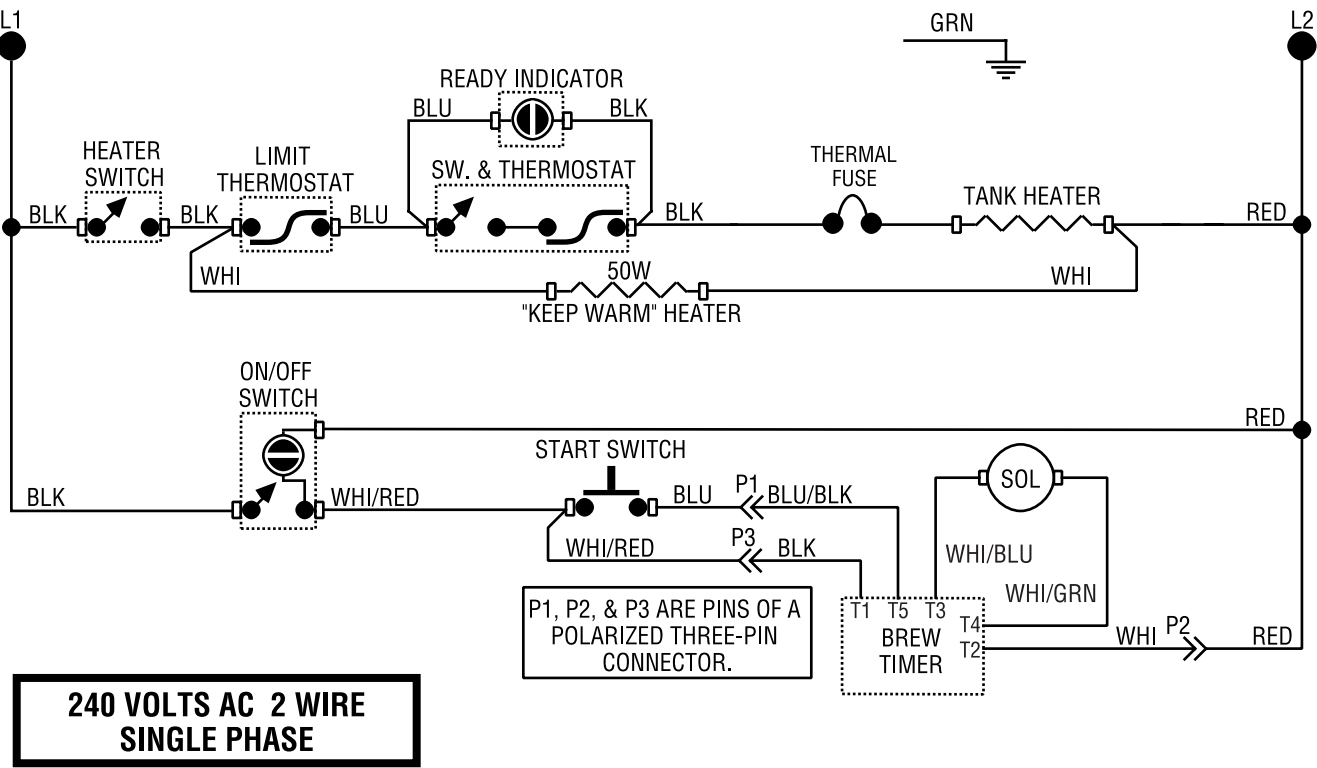 L1
GRN
L2
READY INDICATOR
BLU
BLK
HEATER
SWITCH
LIMIT
THERMOSTAT
SW. & THERMOSTAT
THERMAL
FUSE
TANK HEATER
BLK
BLK
BLU
BLK
RED
WHI
50W
WHI
"KEEP WARM" HEATER
ON/OFF
SWITCH
RED
START SWITCH
SOL
BLK
WHI/RED
BLU
P1
BLU/BLK
WHI/RED
P3
BLK
WHI/BLU
WHI/GRN
P1, P2, & P3 ARE PINS OF A
POLARIZED THREE-PIN
CONNECTOR.
T1
T5
T3
T4
T2
BREW
TIMER
WHI
P2
RED
240 VOLTS AC 2 WIRE
SINGLE PHASE